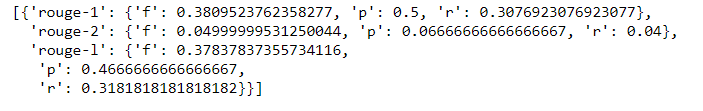 [{'rouge-1': {'f': 0.3809523762358277, 'p': 0.5, 'r': 0.3076923076923077},
'rouge-2': {'f': 0.04999999531250044, 'p': 0.06666666666666667, 'r': 0.04},
'rouge-l': {'f': 0.37837837355734116,
'p': 0.4666666666666667,
'r': 0.3181818181818182}}]